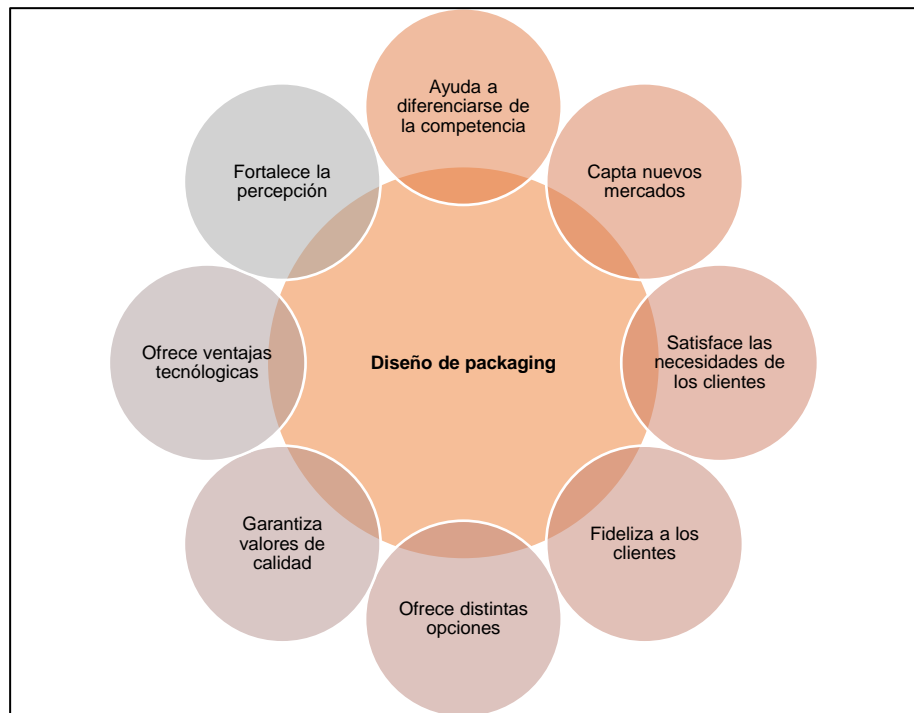 Ayuda a
diferenciarse de
la competencia
Fortalece la
percepción
Capta nuevos
mercados
Ofrece ventajas
tecnólogicas
Diseño de packaging
Satisface las
necesidades de
los clientes
Garantiza
valores de
calidad
Fideliza a los
clientes
Ofrece distintas
opciones